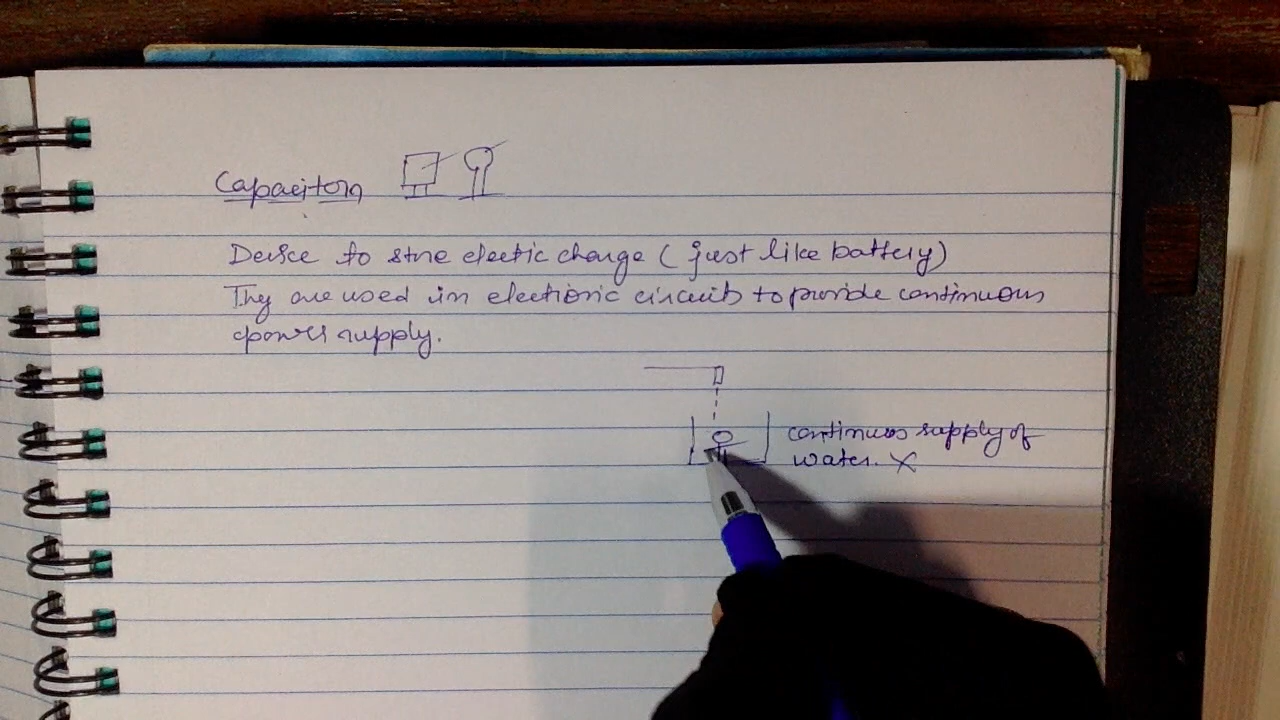 Capacitors
Device to store electric charge (just like battery)
They are used in electronic circuits to provide continuous
power supply.
continuous supply of
water. X